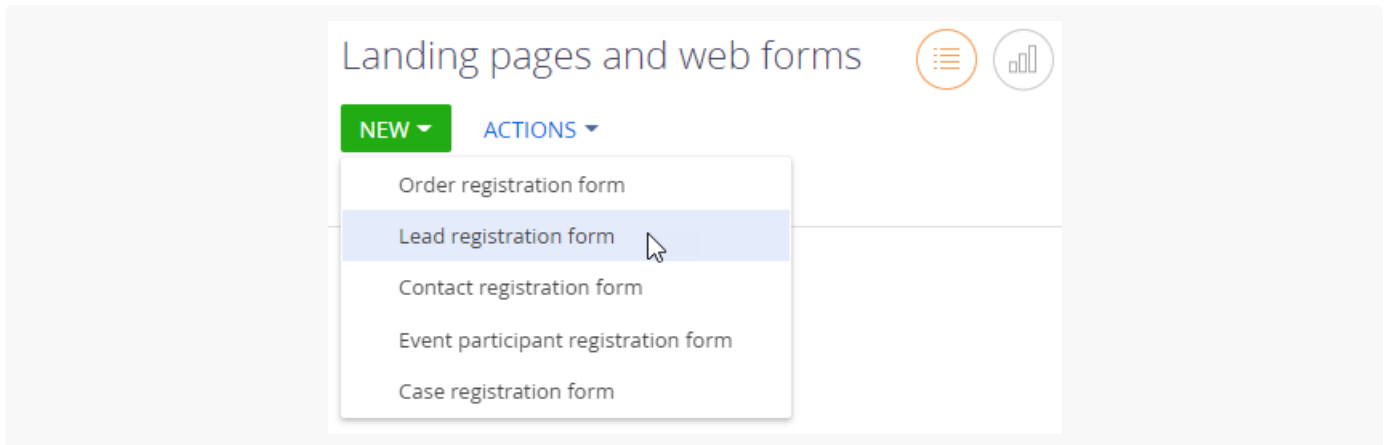 Landing pages and web forms
NEW ACTIONS
Order registration form
Lead registration form
Contact registration form
Event participant registration form
Case registration form